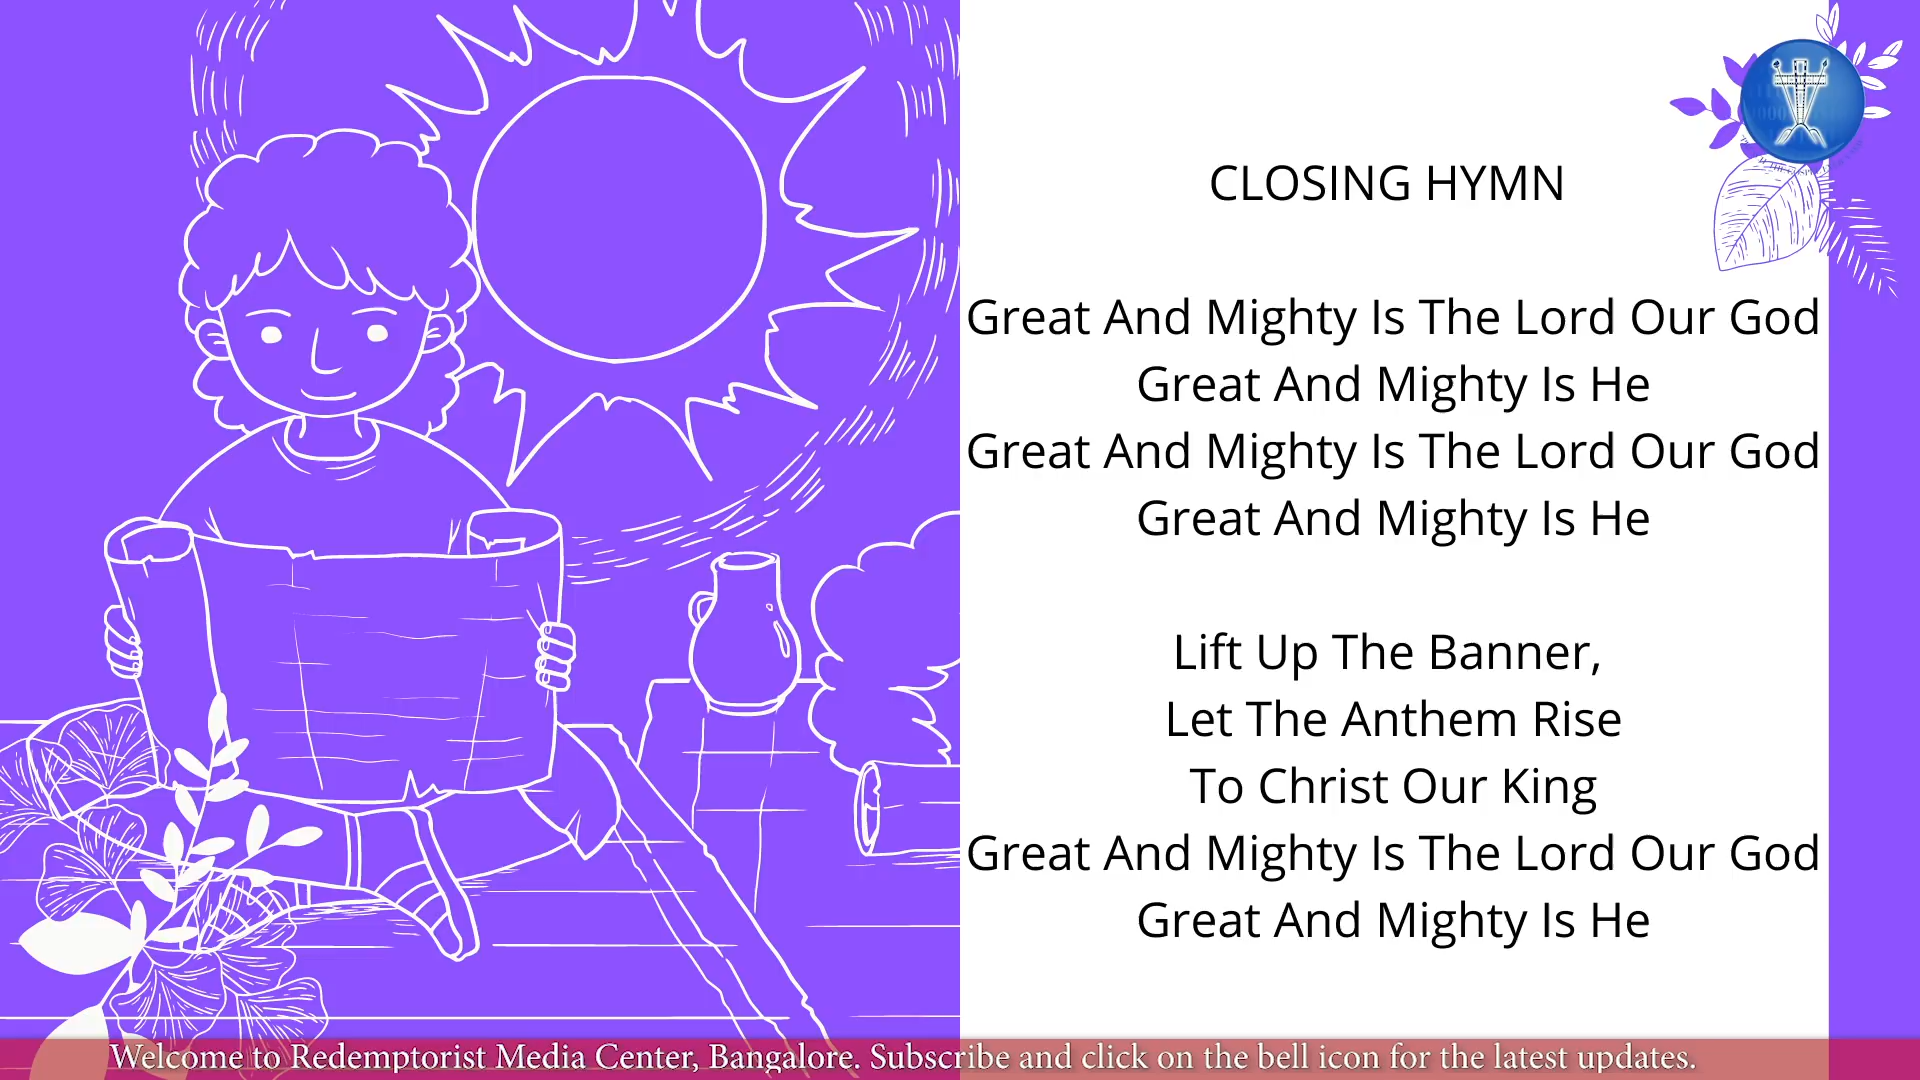 CLOSING HYMN
Great And Mighty Is The Lord Our God
Great And Mighty Is He
Great And Mighty Is The Lord Our God
Great And Mighty Is He
Lift Up The Banner,
Let The Anthem Rise
To Christ Our King
Great And Mighty Is The Lord Our God
Great And Mighty Is He
Welcome to Redemptorist Media Center, Bangalore. Subscribe and click on the bell icon for the latest updates.